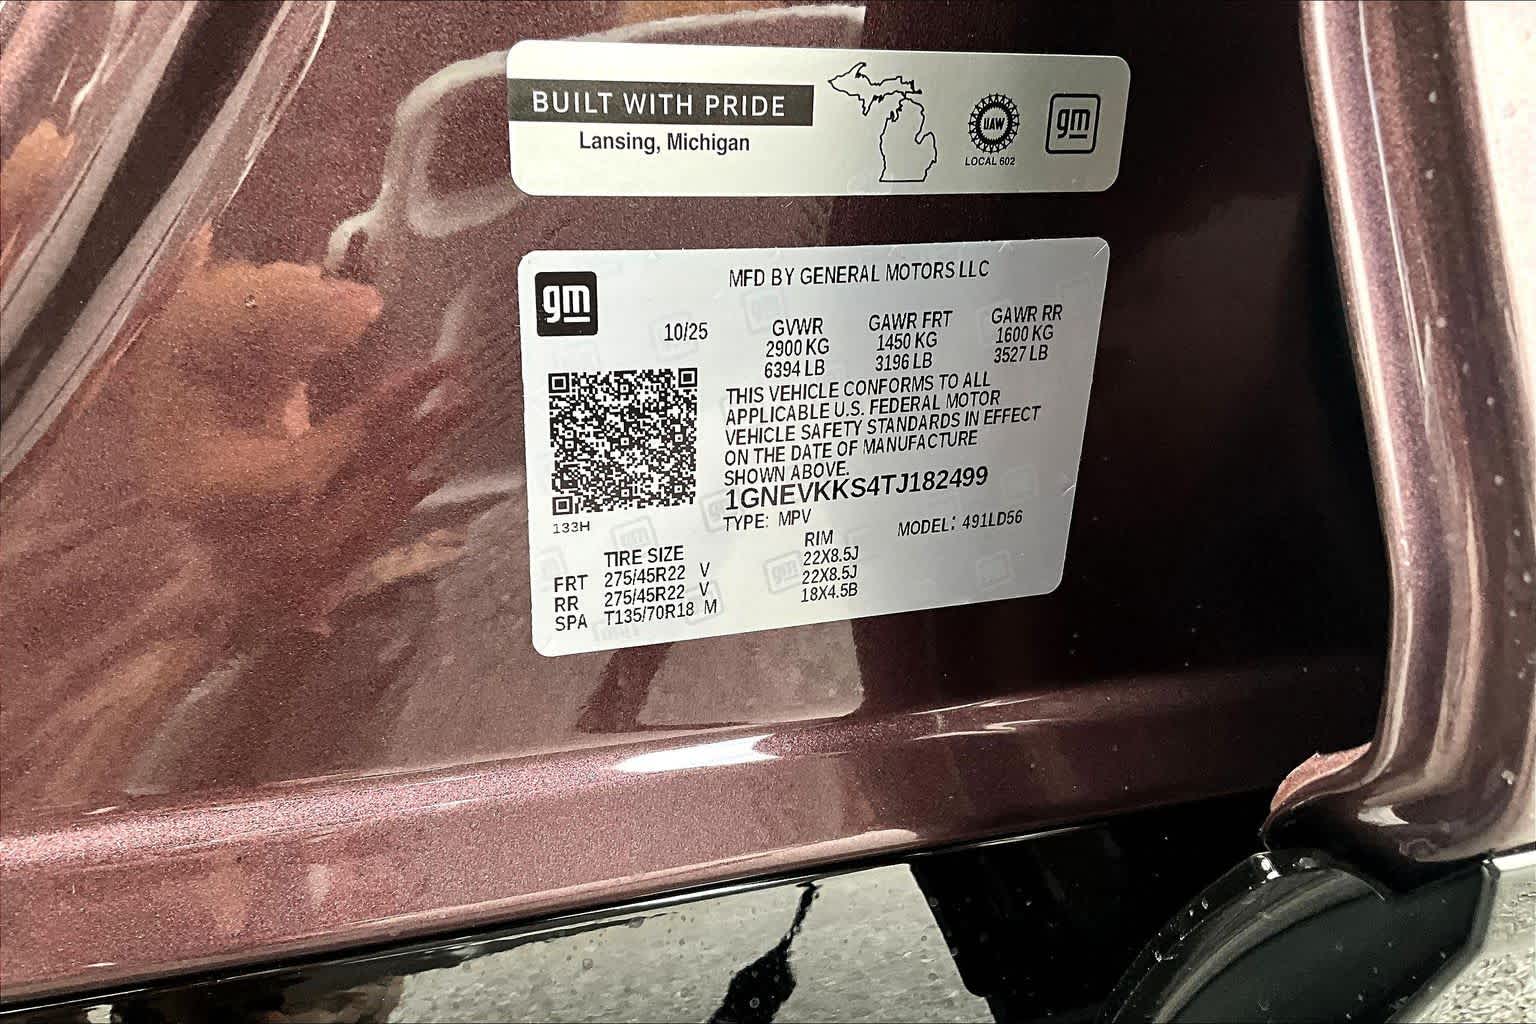 BUILT WITH PRIDE
Lansing, Michigan
UAW
LOCAL 602
gm
gm
MFD BY GENERAL MOTORS LLC
10/25
GVWR GAWR FRT GAWR RR
2900 KG 1450 KG 1600 KG
6394 LB 3196 LB 3527 LB
THIS VEHICLE CONFORMS TO ALL
APPLICABLE U.S. FEDERAL MOTOR
VEHICLE SAFETY STANDARDS IN EFFECT
ON THE DATE OF MANUFACTURE
SHOWN ABOVE.
1GNEVKKS4TJ182499
133H
TYPE: MPV MODEL: 491LD56
TIRE SIZE RIM
FRT 275/45R22 V 22X8.5J
RR 275/45R22 V 22X8.5J
SPA T135/70R18 M 18X4.5B